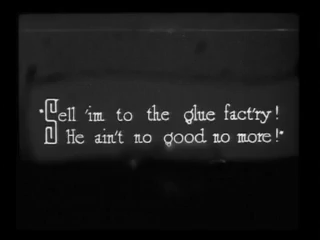 "Sell 'im to the glue fact'ry!
He ain't no good no more!"